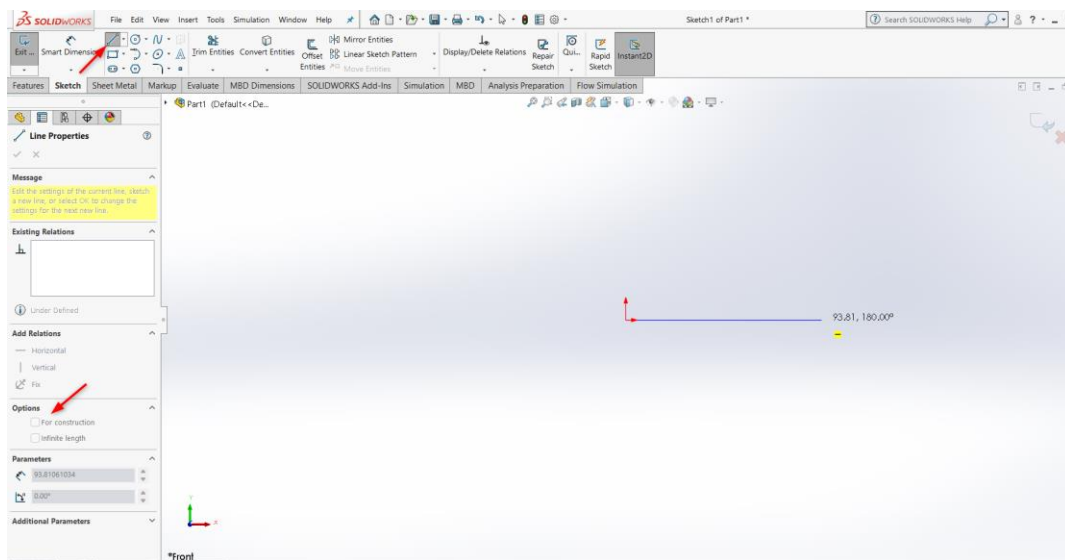 SOLIDWORKS File Edit View Insert Tools Simulation Window Help Sketch1 of Part1 * Search SOLIDWORKS Help ?
Exit ... Smart Dimension Trim Entities Convert Entities Offset Entities Mirror Entities Linear Sketch Pattern Move Entities Display/Delete Relations Repair Sketch Qui... Rapid Sketch Instant2D
Features Sketch Sheet Metal Markup Evaluate MBD Dimensions SOLIDWORKS Add-Ins Simulation MBD Analysis Preparation Flow Simulation
Part1 (Default<<De...
Line Properties
Message
Edit the settings of the current line, sketch
a new line, or select OK to change the
settings for the next new line.
Existing Relations
Under Defined
93.81, 180.00°
Add Relations
Horizontal
Vertical
Fix
Options
For construction
Infinite length
Parameters
93.81061034
0.00°
Additional Parameters
Y
X
*Front